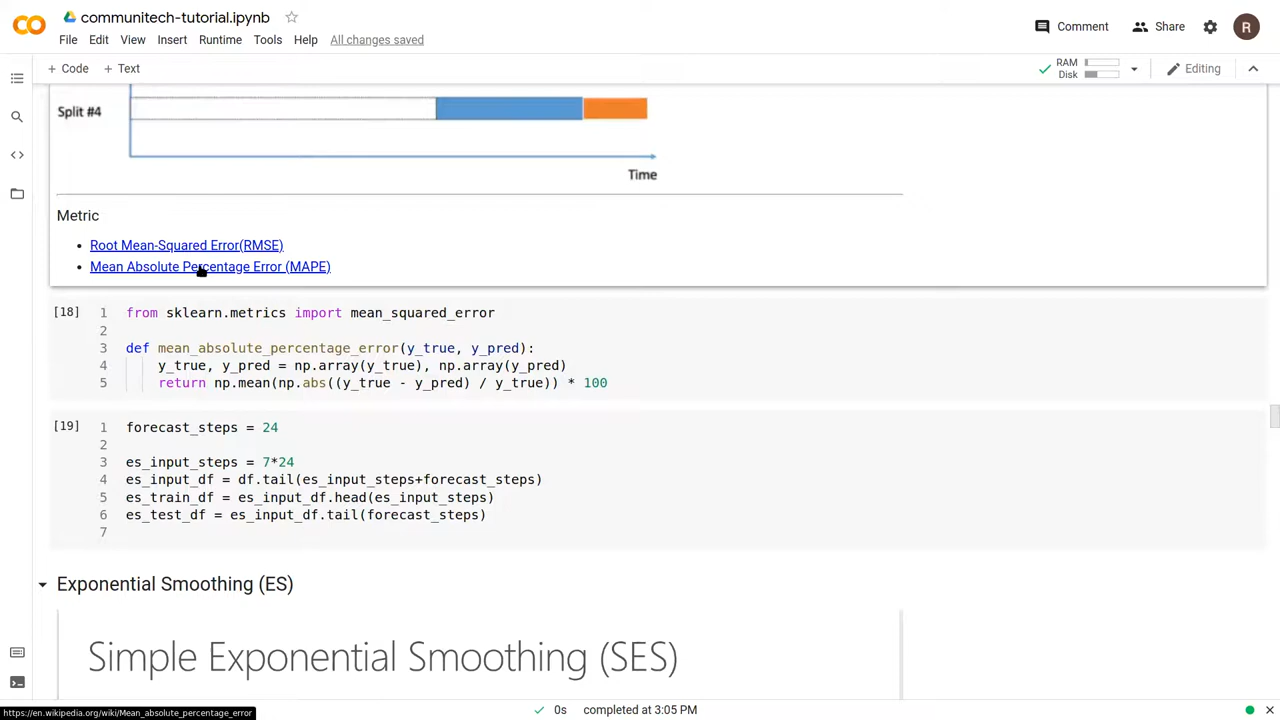 communitech-tutorial.ipynb
Comment
Share
R
File Edit View Insert Runtime Tools Help All changes saved
+ Code + Text
RAM
Disk
Editing
Split #4
Time
Metric
• Root Mean-Squared Error(RMSE)
• Mean Absolute Percentage Error (MAPE)
[18] 1 from sklearn.metrics import mean_squared_error
2
3 def mean_absolute_percentage_error(y_true, y_pred):
4 y_true, y_pred = np.array(y_true), np.array(y_pred)
5 return np.mean(np.abs((y_true - y_pred) / y_true)) * 100
[19] 1 forecast_steps = 24
2
3 es_input_steps = 7*24
4 es_input_df = df.tail(es_input_steps+forecast_steps)
5 es_train_df = es_input_df.head(es_input_steps)
6 es_test_df = es_input_df.tail(forecast_steps)
7
Exponential Smoothing (ES)
Simple Exponential Smoothing (SES)
https://en.wikipedia.org/wiki/Mean_absolute_percentage_error
0s completed at 3:05 PM